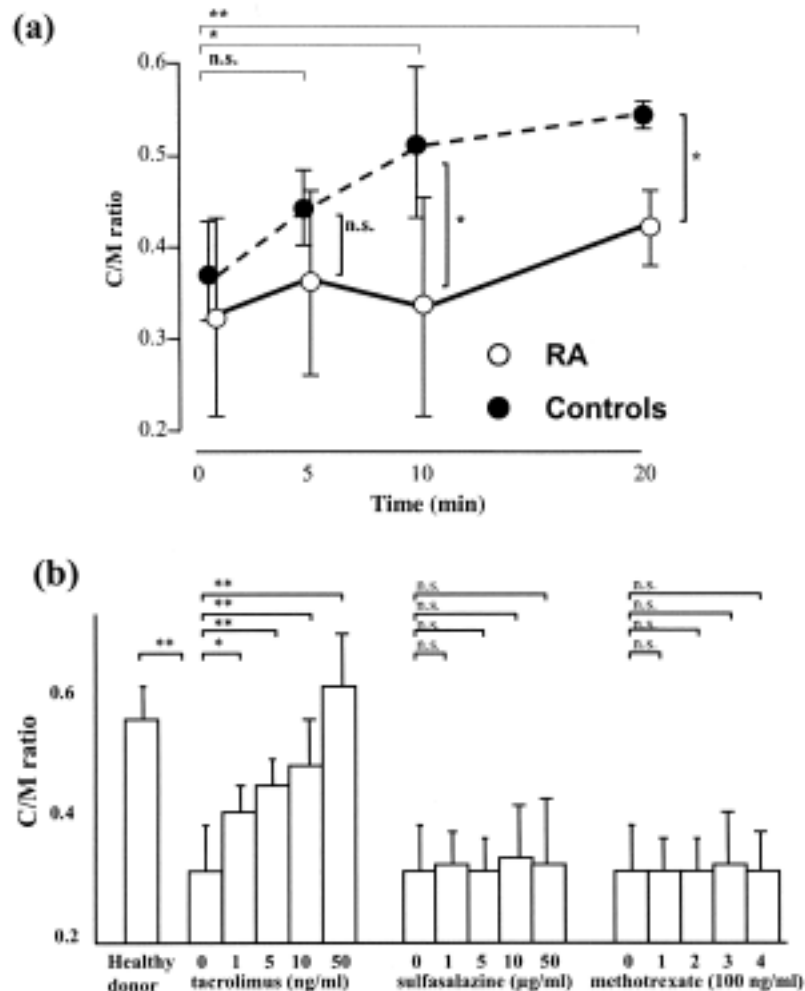 (a)
**
*
n.s.
0.6
0.5
0.4
0.3
0.2
C/M ratio
n.s.
*
*
RA
Controls
0 5 10 20
Time (min)
(b)
** ** ** *
n.s. n.s. n.s. n.s.
n.s. n.s. n.s. n.s.
**
0.6
0.4
0.2
C/M ratio
Healthy donor
0 1 5 10 50
tacrolimus (ng/ml)
0 1 5 10 50
sulfasalazine (µg/ml)
0 1 2 3 4
methotrexate (100 ng/ml)